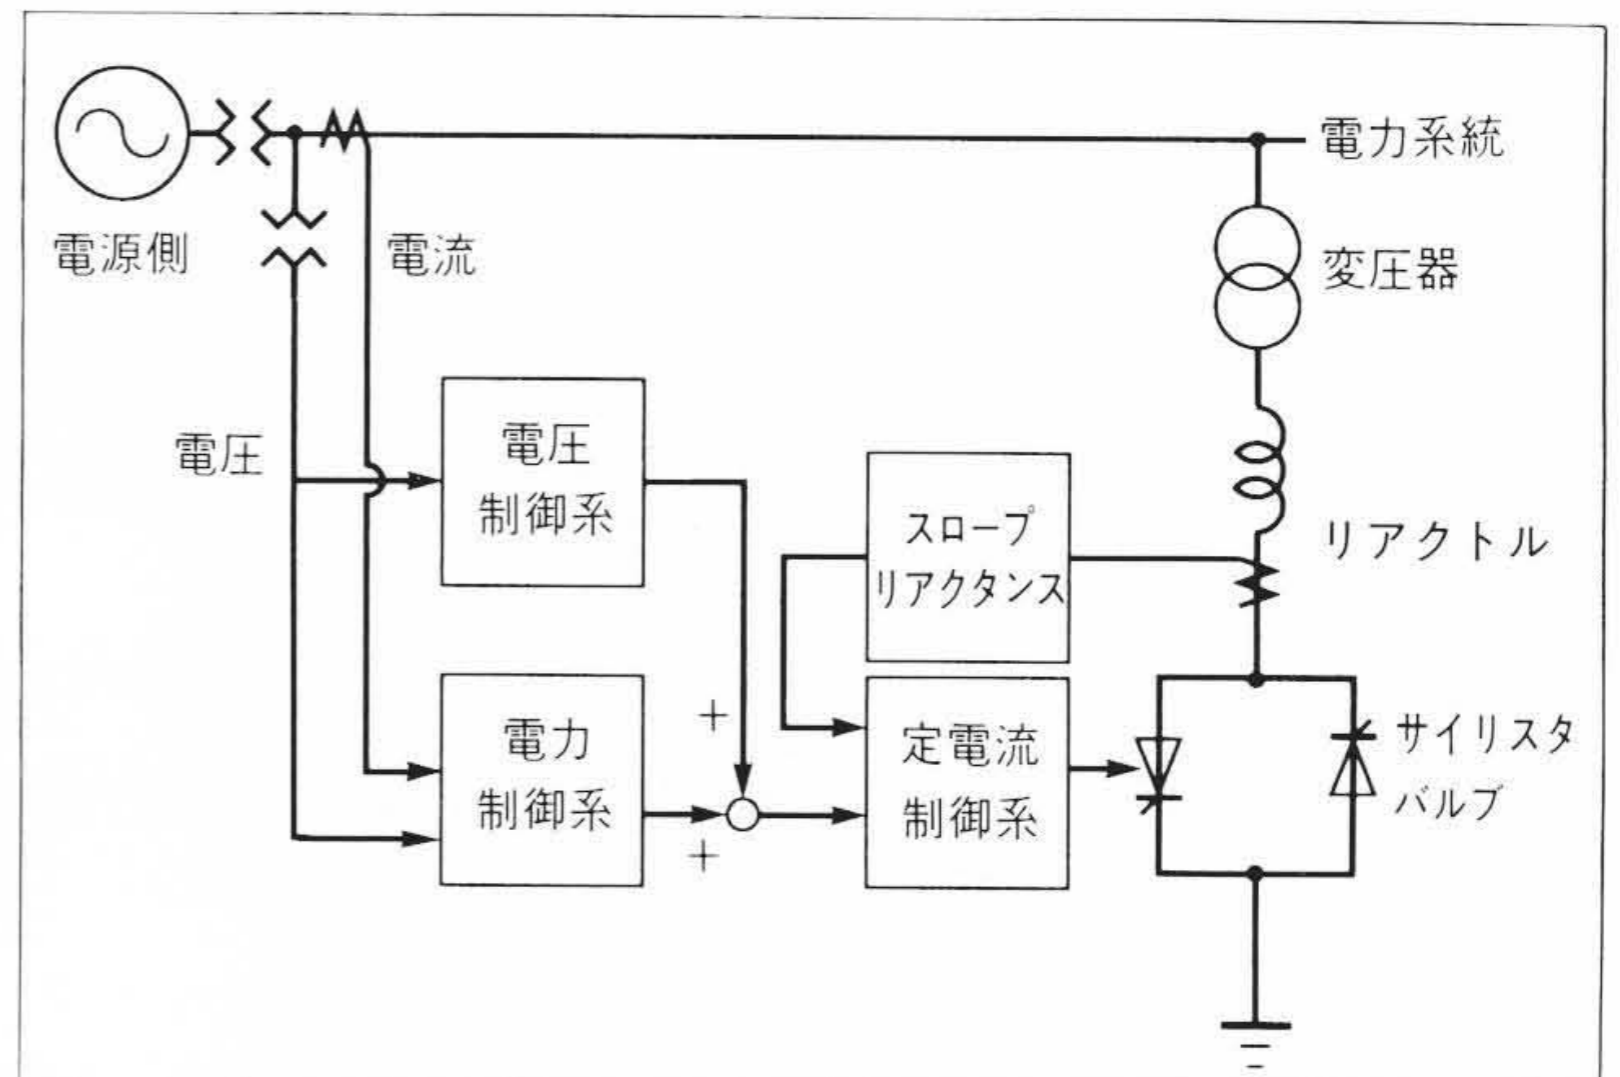 電力系統
電源側
電流
変圧器
電圧
電圧
制御系
スロープ
リアクタンス
リアクトル
+
電力
制御系
+
定電流
制御系
サイリスタ
バルブ